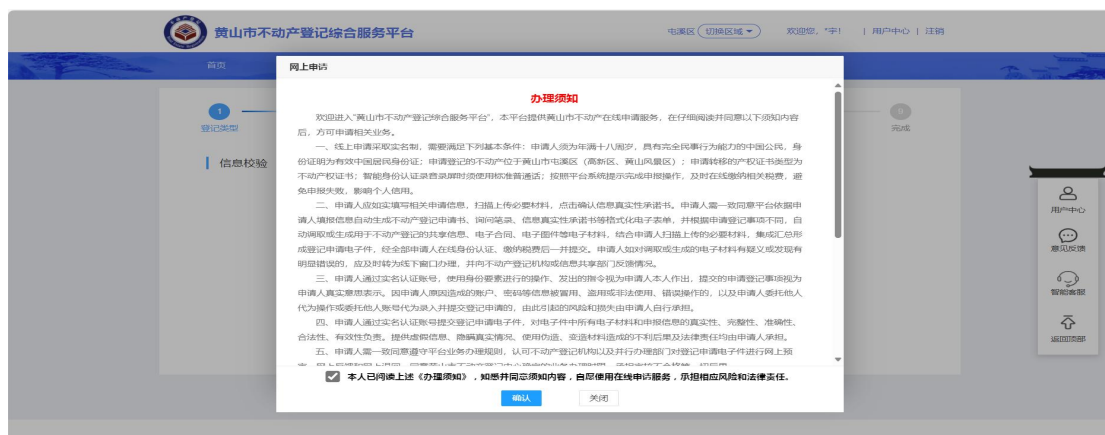 黄山市不动产登记综合服务平台
屯溪区 切换区域 欢迎您，*宇！ | 用户中心 | 注销
首页
网上申请
1
登记类型
完成
信息校验
办理须知
欢迎进入"黄山市不动产登记综合服务平台"，本平台提供黄山市不动产在线申请服务，在仔细阅读并同意以下须知内容
后，方可申请相关业务。
一、线上申请采取实名制，需要满足下列基本条件：申请人须为年满十八周岁，具有完全民事行为能力的中国公民，身
份证明为有效中国居民身份证；申请登记的不动产位于黄山市屯溪区（高新区、黄山风景区）；申请转移的产权证书类型为
不动产权证书；智能身份认证录音录屏时须使用标准普通话；按照平台系统提示完成申报操作，及时在线缴纳相关税费，避
免申报失败，影响个人信用。
二、申请人应如实填写相关申请信息，扫描上传必要材料，点击确认信息真实性承诺书。申请人需一致同意平台依据申
请人填报信息自动生成不动产登记申请书、询问笔录、信息真实性承诺书等格式化电子表单，并根据申请登记事项不同，自
动调取或生成用于不动产登记的共享信息、电子合同、电子图件等电子材料，结合申请人扫描上传的必要材料，集成汇总形
成登记申请电子件，经全部申请人在线身份认证、缴纳税费后一并提交。申请人如对调取或生成的电子材料有疑义或发现有
明显错误的，应及时转为线下窗口办理，并向不动产登记机构或信息共享部门反馈情况。
三、申请人通过实名认证账号，使用身份要素进行的操作、发出的指令视为申请人本人作出，提交的申请登记事项视为
申请人真实意思表示。因申请人原因造成的账户、密码等信息被冒用、盗用或非法使用、错误操作的，以及申请人委托他人
代为操作或委托他人账号代为录入并提交登记申请的，由此引起的风险和损失由申请人自行承担。
四、申请人通过实名认证账号提交登记申请电子件，对电子件中所有电子材料和申报信息的真实性、完整性、准确性、
合法性、有效性负责。提供虚假信息、隐瞒真实情况、使用伪造、变造材料造成的不利后果及法律责任均由申请人承担。
五、申请人需一致同意遵守平台业务办理规则，认可不动产登记机构以及并行办理部门对登记申请电子件进行网上预
本人已阅读上述《办理须知》，知悉并同意须知内容，自愿使用在线申请服务，承担相应风险和法律责任。
确认 关闭
用户中心
意见反馈
智能客服
返回顶部